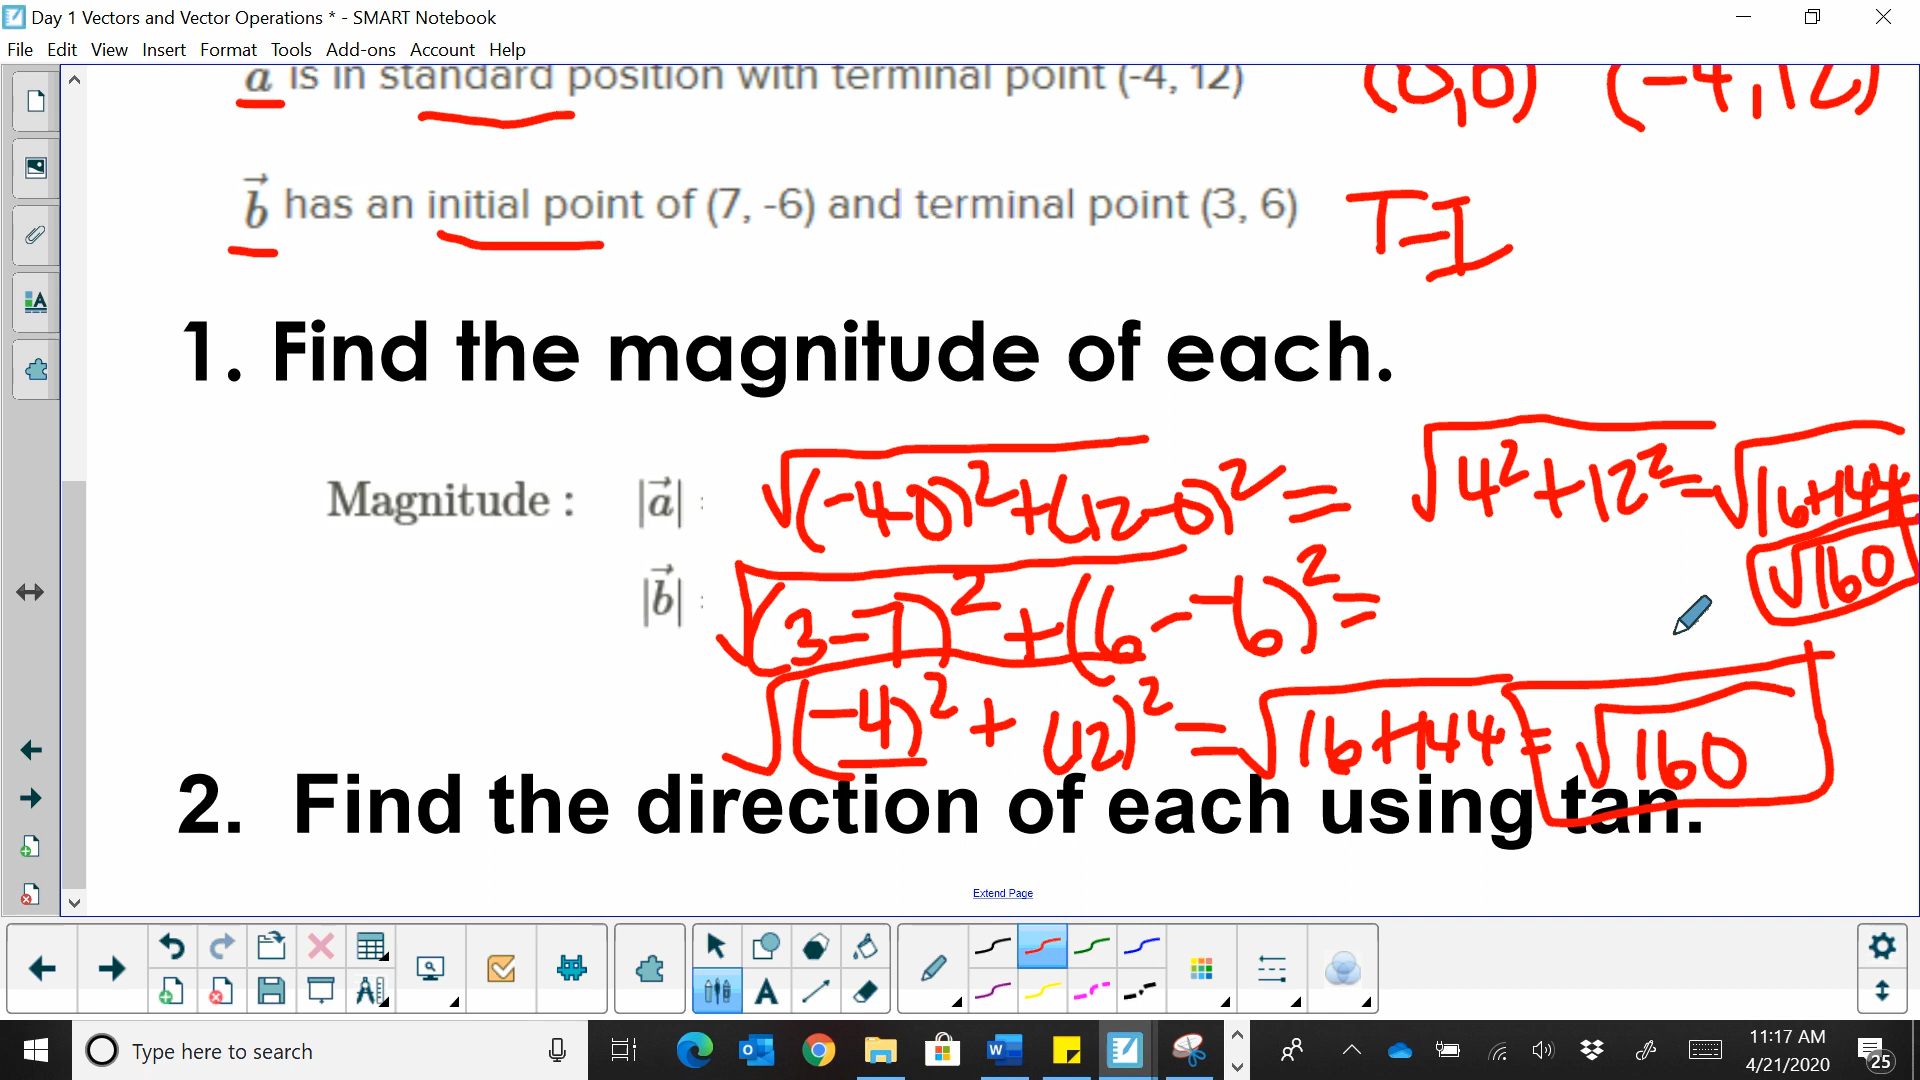 Day 1 Vectors and Vector Operations * - SMART Notebook
File Edit View Insert Format Tools Add-ons Account Help
a is in standard position with terminal point (-4, 12) (0,0) (-4,12)
b⃗ has an initial point of (7, -6) and terminal point (3, 6) T-I
1. Find the magnitude of each.
Magnitude : |a⃗| : √(-4-0)²+(12-0)² = √4²+12² = √16+144
√160
|b⃗| : √(3-7)²+(6--6)² =
√(-4)²+(12)² = √16+144 = √160
2. Find the direction of each using tan.
Extend Page
Type here to search
11:17 AM
4/21/2020
25